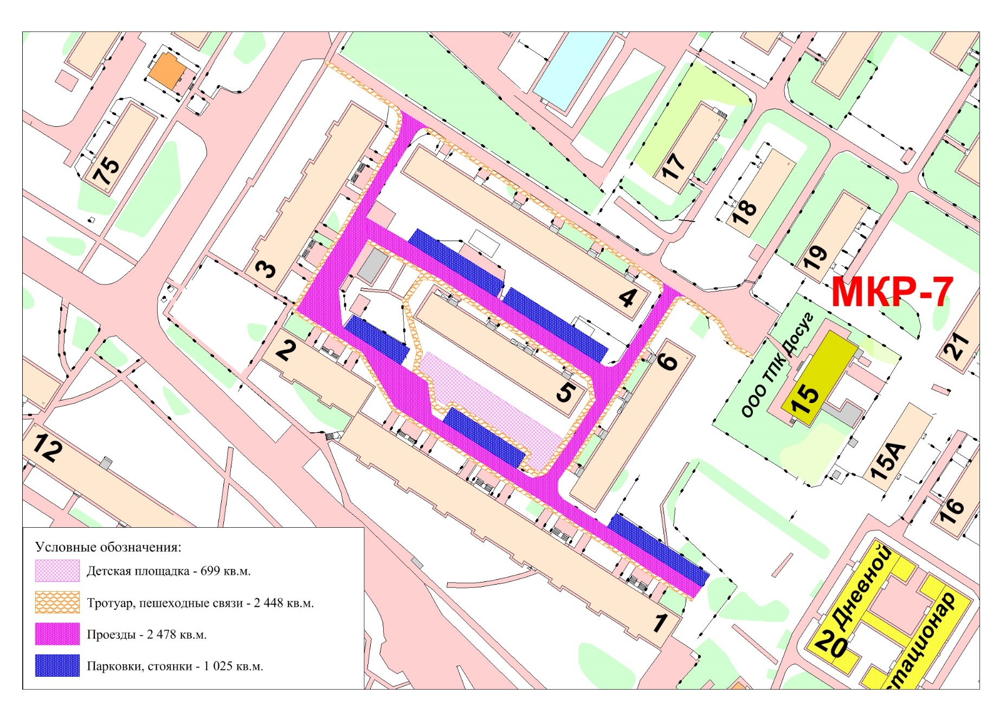 75
17
18
19
МКР-7
3
4
2
5
6
ООО ТПК Досуг
15
21
12
15А
16
1
20 Дневной
стационар
Условные обозначения:
Детская площадка - 699 кв.м.
Тротуар, пешеходные связи - 2 448 кв.м.
Проезды - 2 478 кв.м.
Парковки, стоянки - 1 025 кв.м.